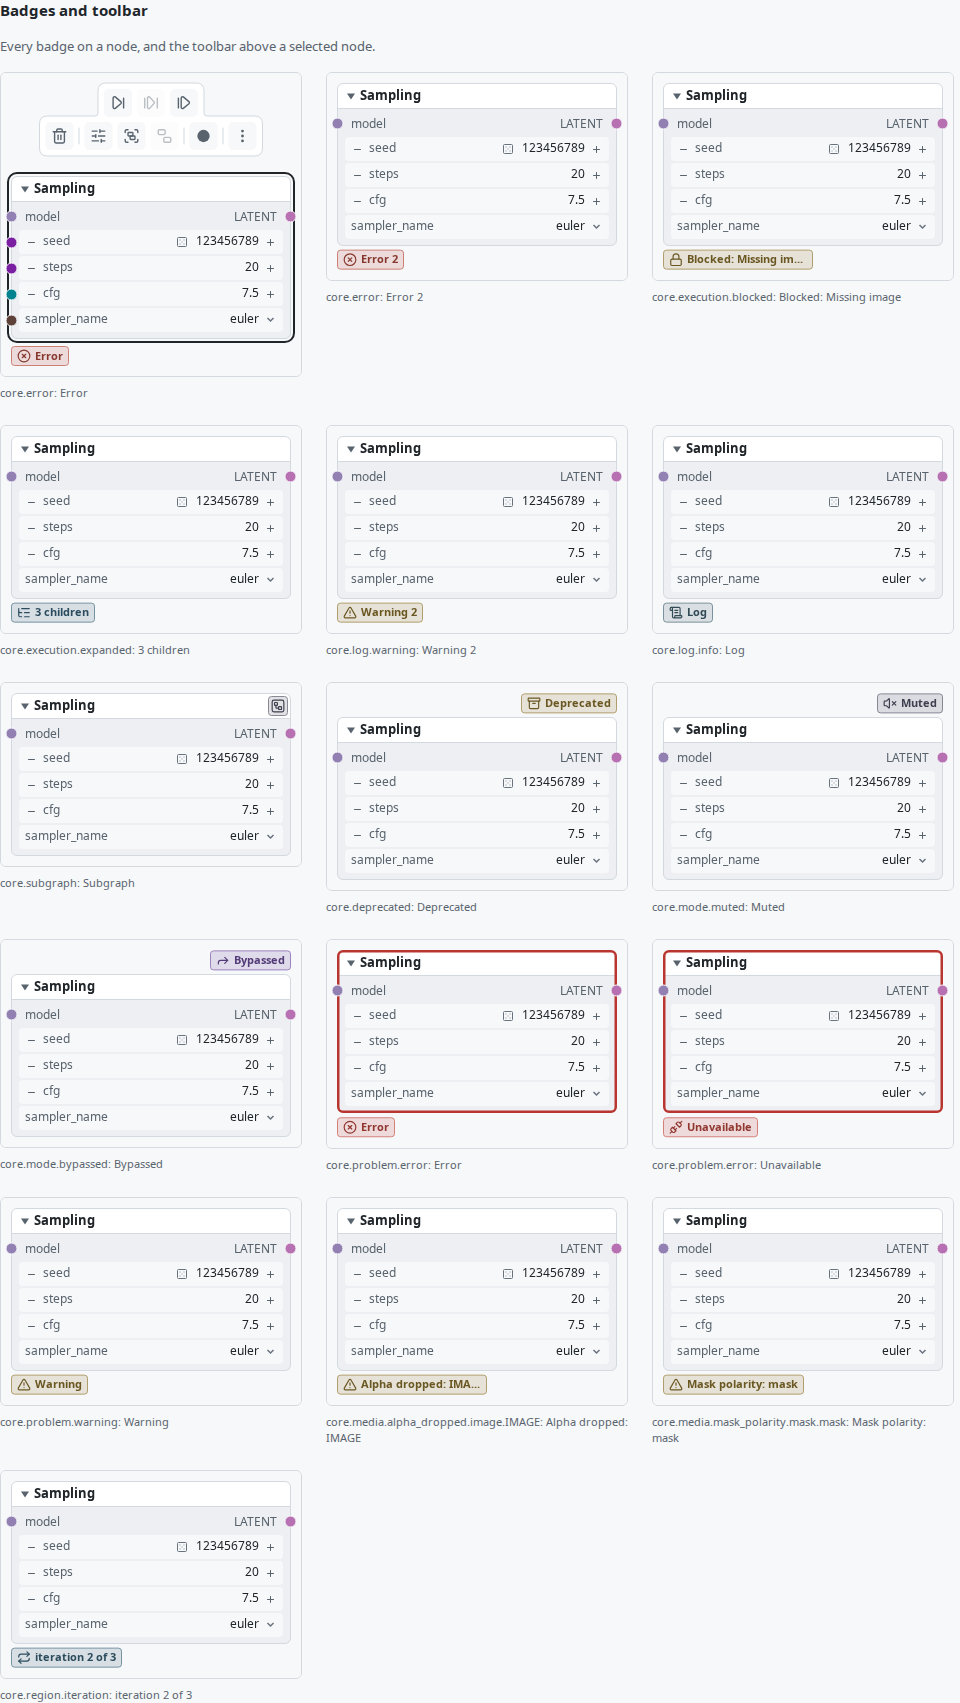 Badges and toolbar
Every badge on a node, and the toolbar above a selected node.
Sampling
model LATENT
– seed 123456789 +
– steps 20 +
– cfg 7.5 +
sampler_name euler
Error
core.error: Error
Sampling
model LATENT
– seed 123456789 +
– steps 20 +
– cfg 7.5 +
sampler_name euler
Error 2
core.error: Error 2
Sampling
model LATENT
– seed 123456789 +
– steps 20 +
– cfg 7.5 +
sampler_name euler
Blocked: Missing im...
core.execution.blocked: Blocked: Missing image
Sampling
model LATENT
– seed 123456789 +
– steps 20 +
– cfg 7.5 +
sampler_name euler
3 children
core.execution.expanded: 3 children
Sampling
model LATENT
– seed 123456789 +
– steps 20 +
– cfg 7.5 +
sampler_name euler
Warning 2
core.log.warning: Warning 2
Sampling
model LATENT
– seed 123456789 +
– steps 20 +
– cfg 7.5 +
sampler_name euler
Log
core.log.info: Log
Sampling
model LATENT
– seed 123456789 +
– steps 20 +
– cfg 7.5 +
sampler_name euler
core.subgraph: Subgraph
Deprecated
Sampling
model LATENT
– seed 123456789 +
– steps 20 +
– cfg 7.5 +
sampler_name euler
core.deprecated: Deprecated
Muted
Sampling
model LATENT
– seed 123456789 +
– steps 20 +
– cfg 7.5 +
sampler_name euler
core.mode.muted: Muted
Bypassed
Sampling
model LATENT
– seed 123456789 +
– steps 20 +
– cfg 7.5 +
sampler_name euler
core.mode.bypassed: Bypassed
Sampling
model LATENT
– seed 123456789 +
– steps 20 +
– cfg 7.5 +
sampler_name euler
Error
core.problem.error: Error
Sampling
model LATENT
– seed 123456789 +
– steps 20 +
– cfg 7.5 +
sampler_name euler
Unavailable
core.problem.error: Unavailable
Sampling
model LATENT
– seed 123456789 +
– steps 20 +
– cfg 7.5 +
sampler_name euler
Warning
core.problem.warning: Warning
Sampling
model LATENT
– seed 123456789 +
– steps 20 +
– cfg 7.5 +
sampler_name euler
Alpha dropped: IMA...
core.media.alpha_dropped.image.IMAGE: Alpha dropped:
IMAGE
Sampling
model LATENT
– seed 123456789 +
– steps 20 +
– cfg 7.5 +
sampler_name euler
Mask polarity: mask
core.media.mask_polarity.mask.mask: Mask polarity:
mask
Sampling
model LATENT
– seed 123456789 +
– steps 20 +
– cfg 7.5 +
sampler_name euler
iteration 2 of 3
core.region.iteration: iteration 2 of 3